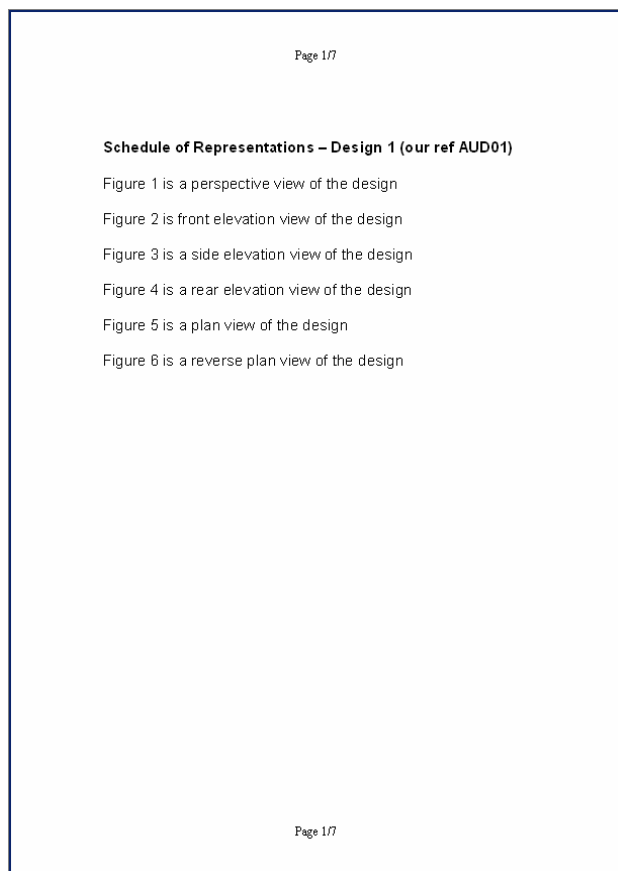 Page 1/7
Schedule of Representations – Design 1 (our ref AUD01)
Figure 1 is a perspective view of the design
Figure 2 is front elevation view of the design
Figure 3 is a side elevation view of the design
Figure 4 is a rear elevation view of the design
Figure 5 is a plan view of the design
Figure 6 is a reverse plan view of the design
Page 1/7